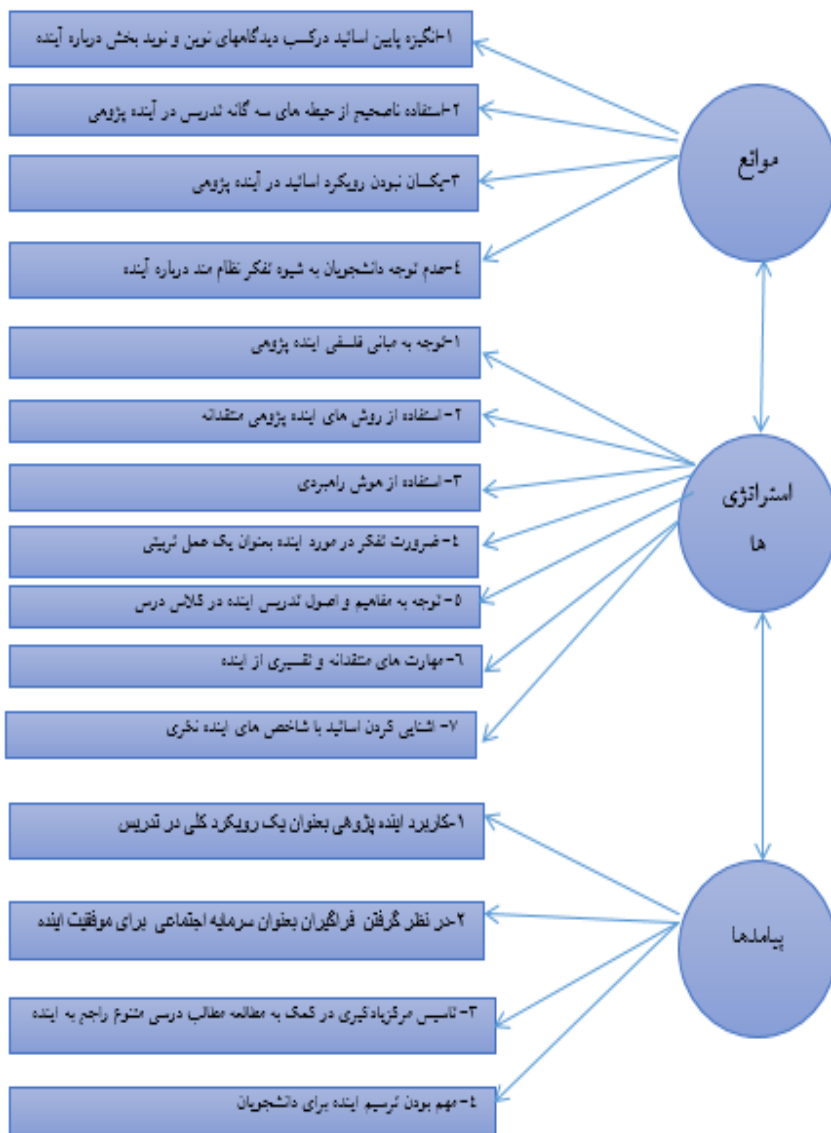 موانع
۱-انگیزه پایین اساتید درکسب دیدگاههای نوین و نوید بخش درباره آینده
۲-استفاده ناصحیح از حیطه های سه گانه تدریس در آینده پژوهی
۳-یکسان نبودن رویکرد اساتید در آینده پژوهی
٤-عدم توجه دانشجویان به شیوه تفکر نظام مند درباره آینده
استراتژی
ها
۱-توجه به مبانی فلسفی اینده پژوهی
۲- استفاده از روش های اینده پژوهی منتقدانه
۳- استفاده از هوش راهبردی
٤- ضرورت تفکر در مورد اینده بعنوان یک عمل تربیتی
٥- توجه به مفاهیم و اصول تدریس اینده در کلاس درس
٦- مهارت های منتقدانه و تفسیری از اینده
۷- اشنایی کردن اساتید با شاخص های اینده نگری
پیامدها
۱-کاربرد اینده پژوهی بعنوان یک رویکرد کلی در تدریس
۲-در نظر گرفتن فراگیران بعنوان سرمایه اجتماعی برای موفقیت اینده
۳- تاسیس مرکزیادگیری در کمک به مطالعه مطالب درسی متنوع راجع به اینده
٤- مهم بودن ترسیم اینده برای دانشجویان